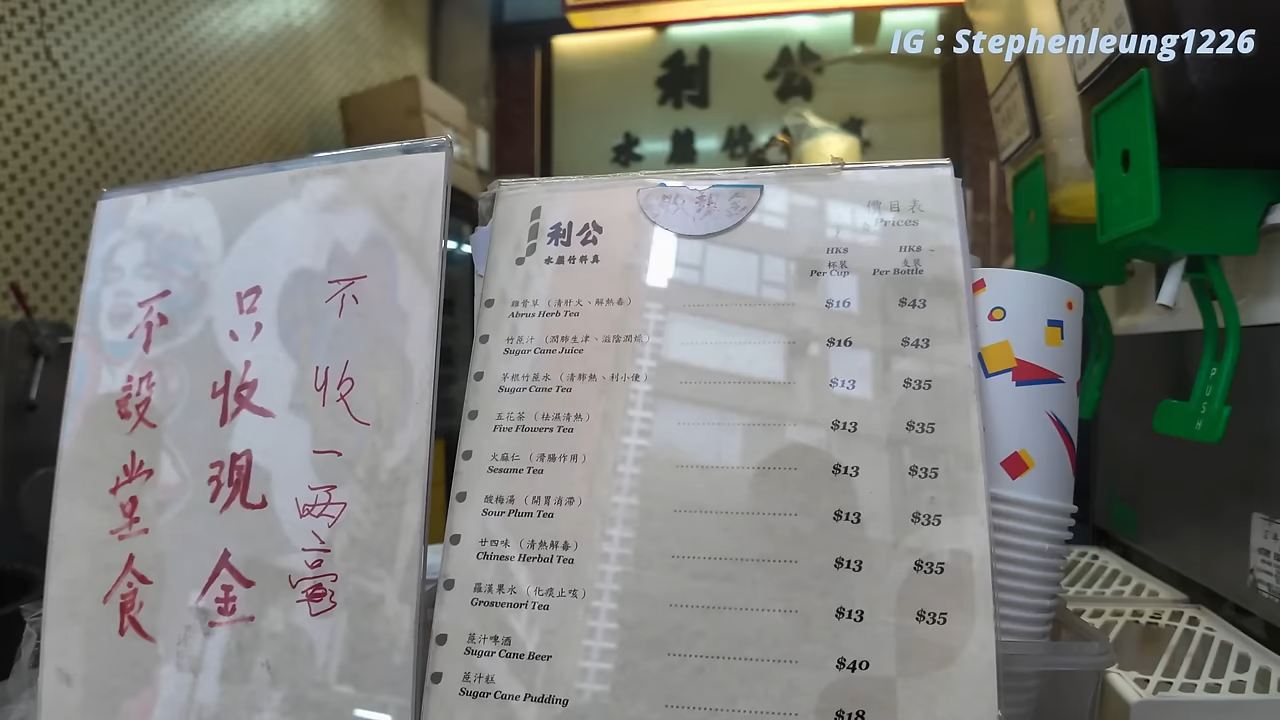 IG : Stephenleung1226
利 公
不收一両毫
只收現金
不設堂食
利公
水蔗竹料真
價目表
Prices
HK$ HK$
杯裝 支裝
Per Cup Per Bottle
雞骨草（清肝火、解熱毒） $16 $43
Abrus Herb Tea
竹蔗汁（潤肺生津、滋陰潤燥） $16 $43
Sugar Cane Juice
茅根竹蔗水（清肺熱、利小便） $13 $35
Sugar Cane Tea
五花茶（祛濕清熱） $13 $35
Five Flowers Tea
火麻仁（滑腸作用） $13 $35
Sesame Tea
酸梅湯（開胃消滯） $13 $35
Sour Plum Tea
廿四味（清熱解毒） $13 $35
Chinese Herbal Tea
羅漢果水（化痰止咳） $13 $35
Grosvenori Tea
蔗汁啤酒 $40
Sugar Cane Beer
蔗汁糕 $18
Sugar Cane Pudding
PUSH